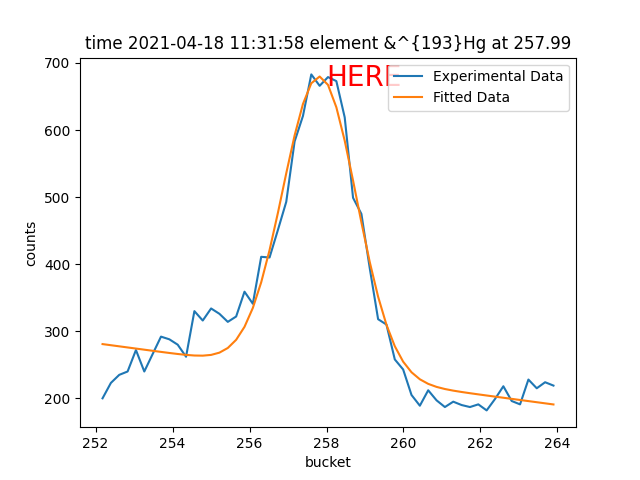 time 2021-04-18 11:31:58 element &^{193}Hg at 257.99
HERE
Experimental Data
Fitted Data
counts
700
600
500
400
300
200
252
254
256
258
260
262
264
bucket